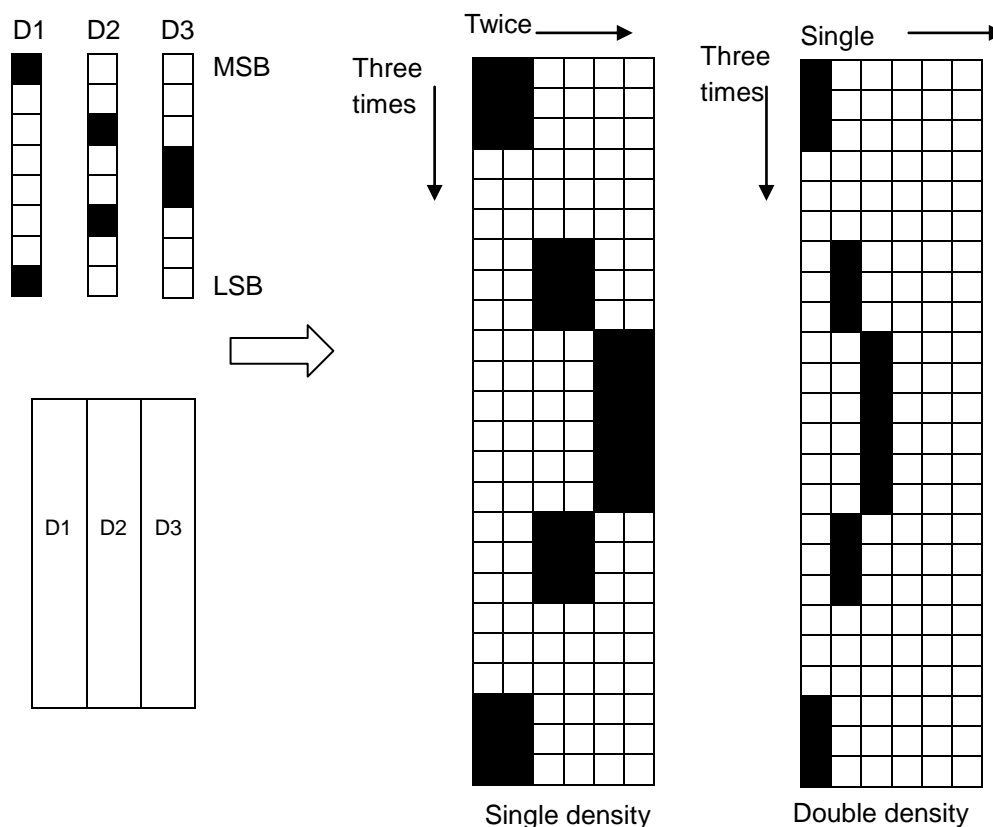 D1 D2 D3
MSB
LSB
D1 D2 D3
Twice
Three
times
Single density
Single
Three
times
Double density